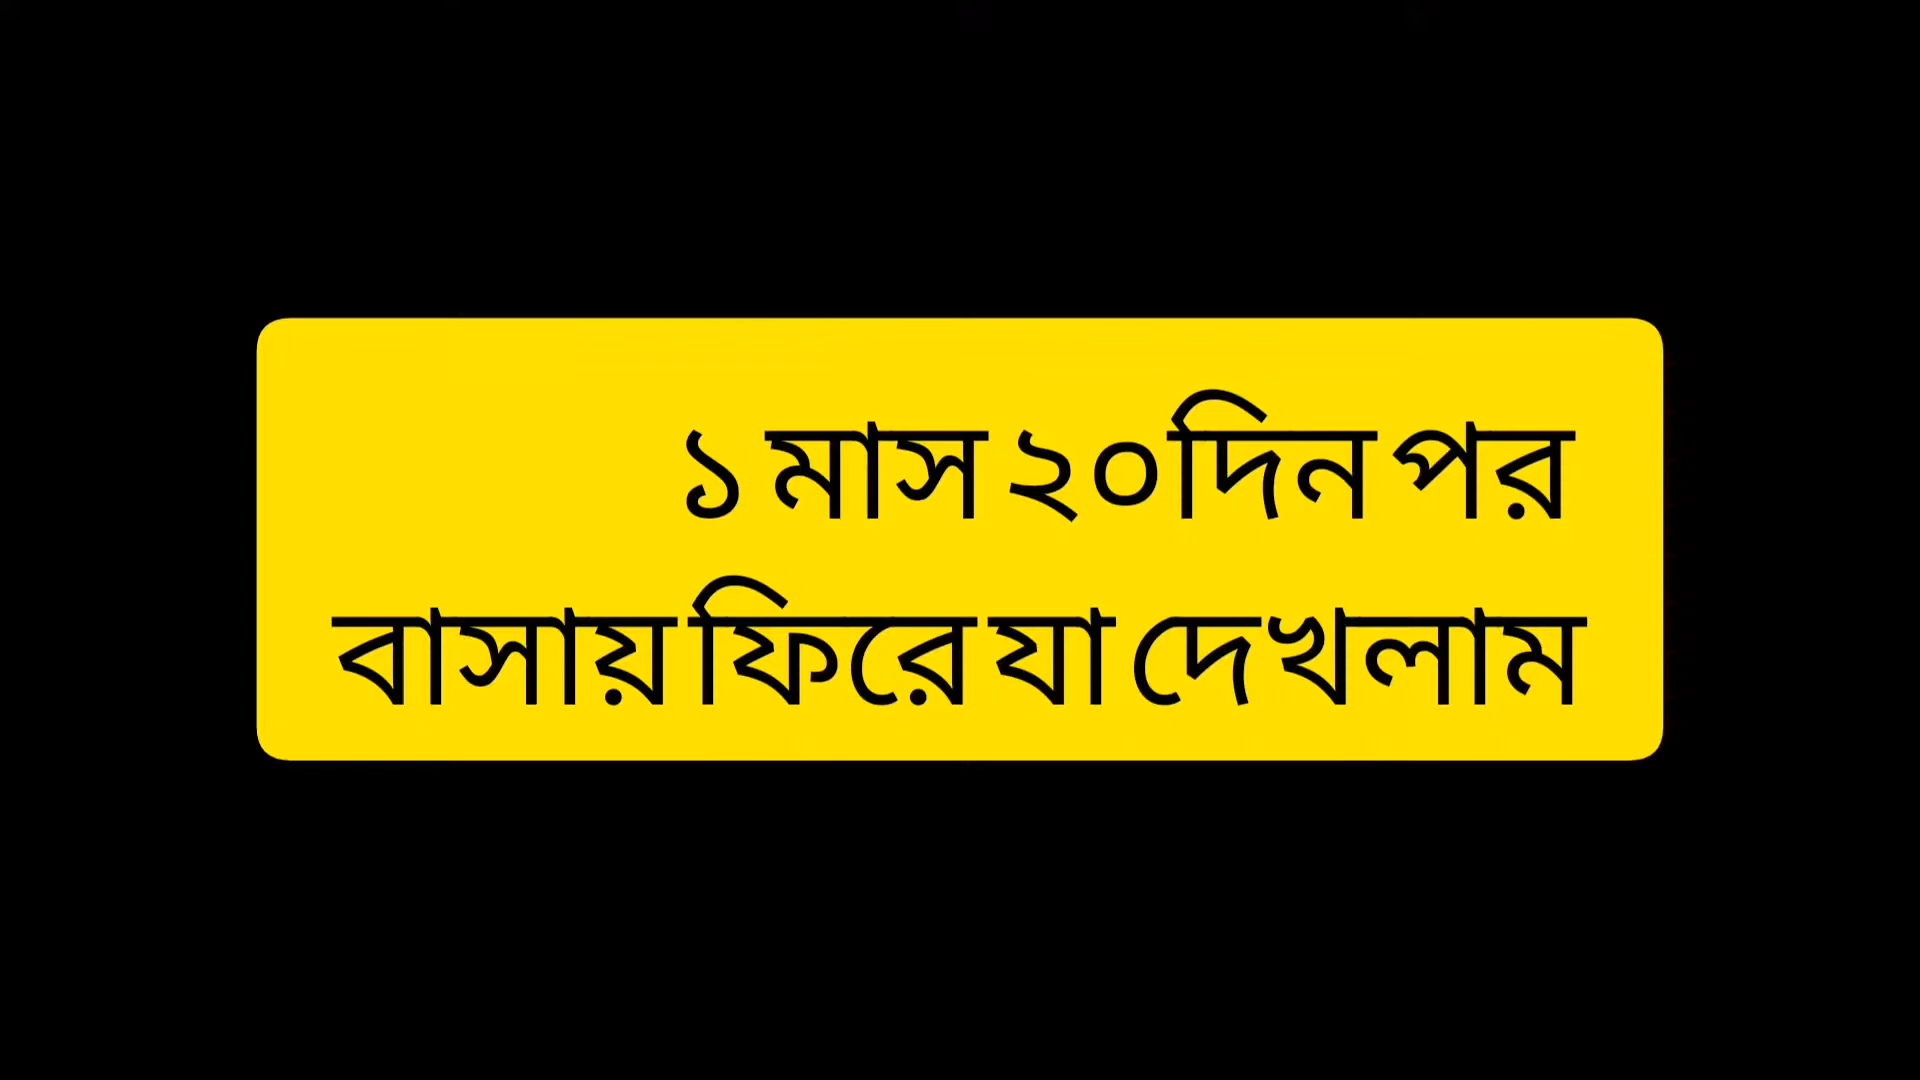 ১ মাস ২০দিন পর
বাসায় ফিরে যা দেখলাম